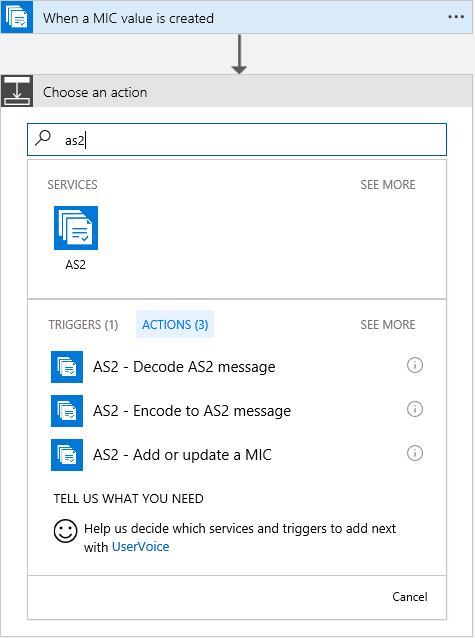 When a MIC value is created
Choose an action
as2
SERVICES
SEE MORE
AS2
TRIGGERS (1)
ACTIONS (3)
SEE MORE
AS2 - Decode AS2 message
AS2 - Encode to AS2 message
AS2 - Add or update a MIC
TELL US WHAT YOU NEED
Help us decide which services and triggers to add next
with UserVoice
Cancel